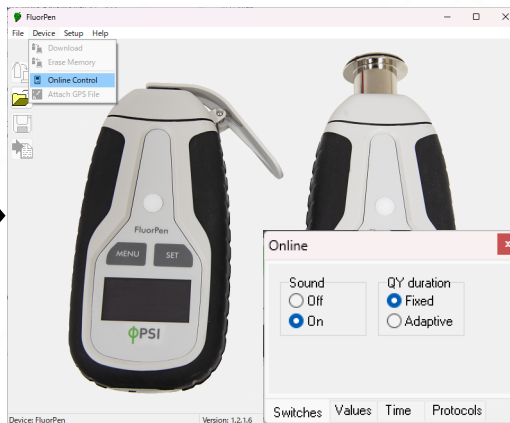 FluorPen
File Device Setup Help
Download
Erase Memory
Online Control
Attach GPS File
FluorPen
MENU SET
PSI
Online
Sound
Off
On
QY duration
Fixed
Adaptive
Switches Values Time Protocols
Device: FluorPen Version: 1.2.1.6